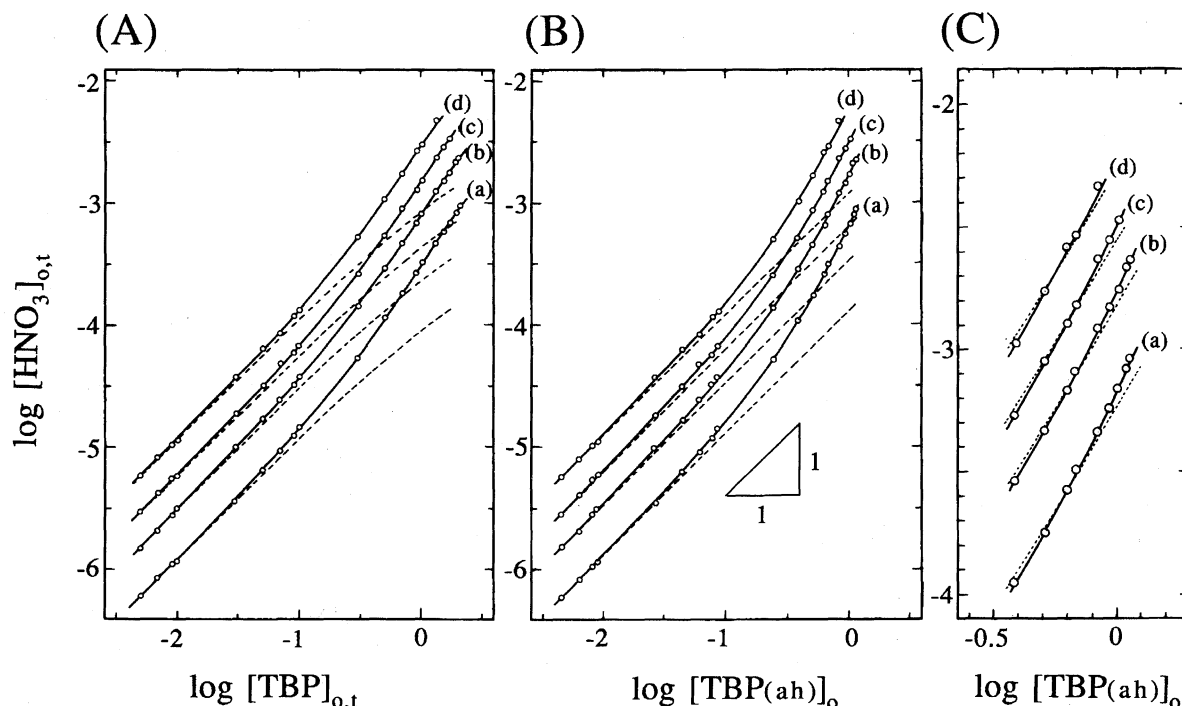 (A)
(B)
(C)
log [HNO3]o,t
-2
-3
-4
-5
-6
(d)
(c)
(b)
(a)
-2
-1
0
log [TBP]o,t
-2
-3
-4
-5
-6
(d)
(c)
(b)
(a)
1
1
-2
-1
0
log [TBP(ah)]o
-2
-3
-4
(d)
(c)
(b)
(a)
-0.5
0
log [TBP(ah)]o